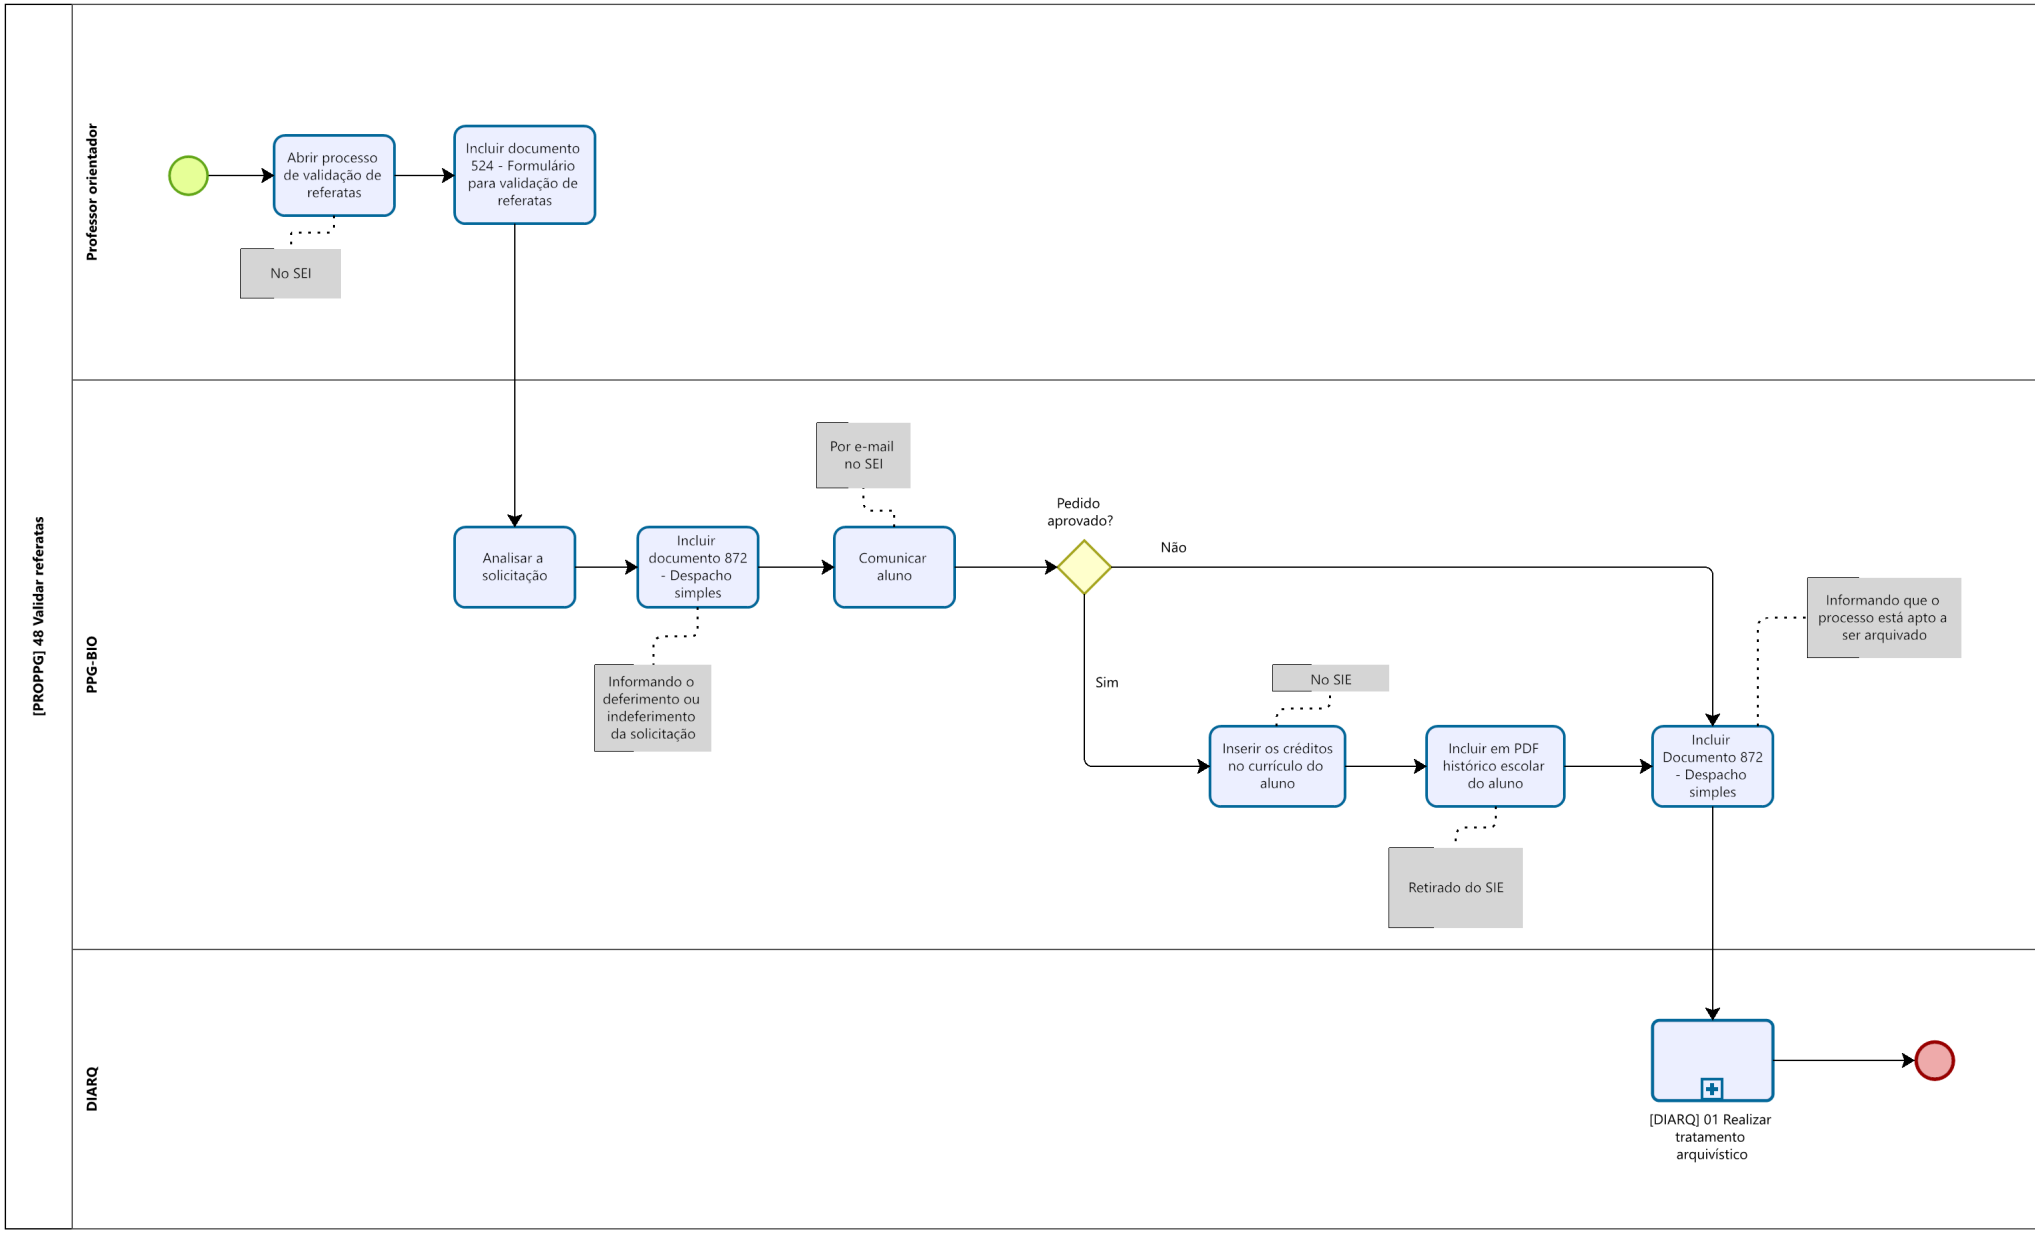 [PROPPG] 48 Validar referatas
Professor orientador
Abrir processo
de validação de
referatas
Incluir documento
524 - Formulário
para validação de
referatas
No SEI
PPG-BIO
Por e-mail
no SEI
Analisar a
solicitação
Incluir
documento 872
- Despacho
simples
Comunicar
aluno
Pedido
aprovado?
Não
Sim
Informando o
deferimento ou
indeferimento
da solicitação
Informando que o
processo está apto a
ser arquivado
No SIE
Inserir os créditos
no currículo do
aluno
Incluir em PDF
histórico escolar
do aluno
Incluir
Documento 872
- Despacho
simples
Retirado do SIE
DIARQ
[DIARQ] 01 Realizar
tratamento
arquivístico